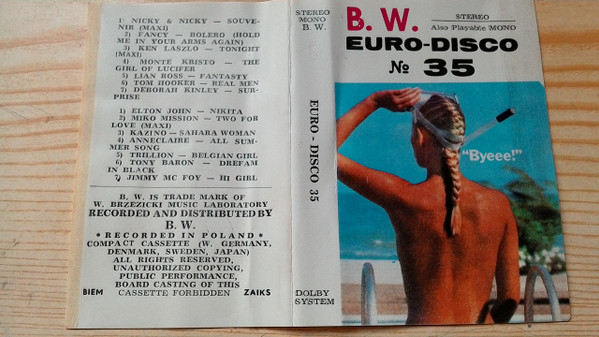 1) NICKY & NICKY — SOUVE-
NIR (MAXI)
2) FANCY — BOLERO (HOLD
ME IN YOUR ARMS AGAIN)
3) KEN LASZLO — TONIGHT
(MAXI)
4) MONTE KRISTO — THE
GIRL OF LUCIFER
5) LIAN ROSS — FANTASTY
6) TOM HOOKER — REAL MEN
7) DEBORAH KINLEY — SUR-
PRISE
1) ELTON JOHN — NIKITA
2) MIKO MISSION — TWO FOR
LOVE (MAXI)
3) KAZINO — SAHARA WOMAN
4) ANNECLAIRE — ALL SUM-
MER SONG
5) TRILLION — BELGIAN GIRL
6) TONY BARON — DREFAM
IN BLACK
7) JIMMY MC FOY — HI GIRL
B. W. IS TRADE MARK OF
W. BRZEZICKI MUSIC LABORATORY
RECORDED AND DISTRIBUTED BY
B. W.
• RECORDED IN POLAND •
COMPACT CASSETTE (W. GERMANY,
DENMARK, SWEDEN, JAPAN)
ALL RIGHTS RESERVED,
UNAUTHORIZED COPYING,
PUBLIC PERFORMANCE,
BOARD CASTING OF THIS
BIEM CASSETTE FORBIDDEN ZAIKS
STEREO
MONO
B. W.
EURO - DISCO 35
DOLBY
SYSTEM
B. W. STEREO
Also Playable MONO
EURO-DISCO
№ 35
"Byeee!"